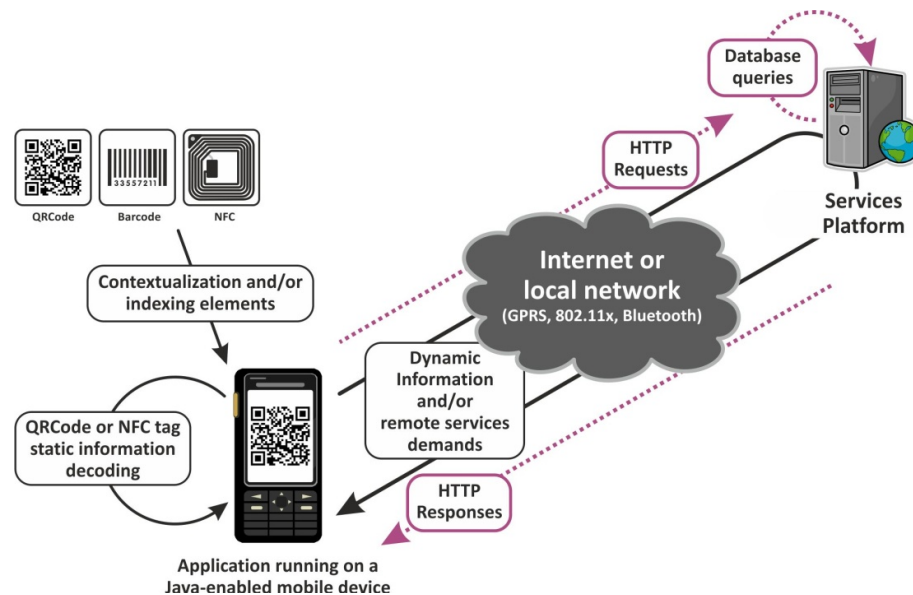 Database
queries
HTTP
Requests
33557211
QRCode
Barcode
NFC
Services
Platform
Contextualization and/or
indexing elements
Internet or
local network
(GPRS, 802.11x, Bluetooth)
Dynamic
Information
and/or
remote services
demands
QRCode or NFC tag
static information
decoding
HTTP
Responses
Application running on a
Java-enabled mobile device